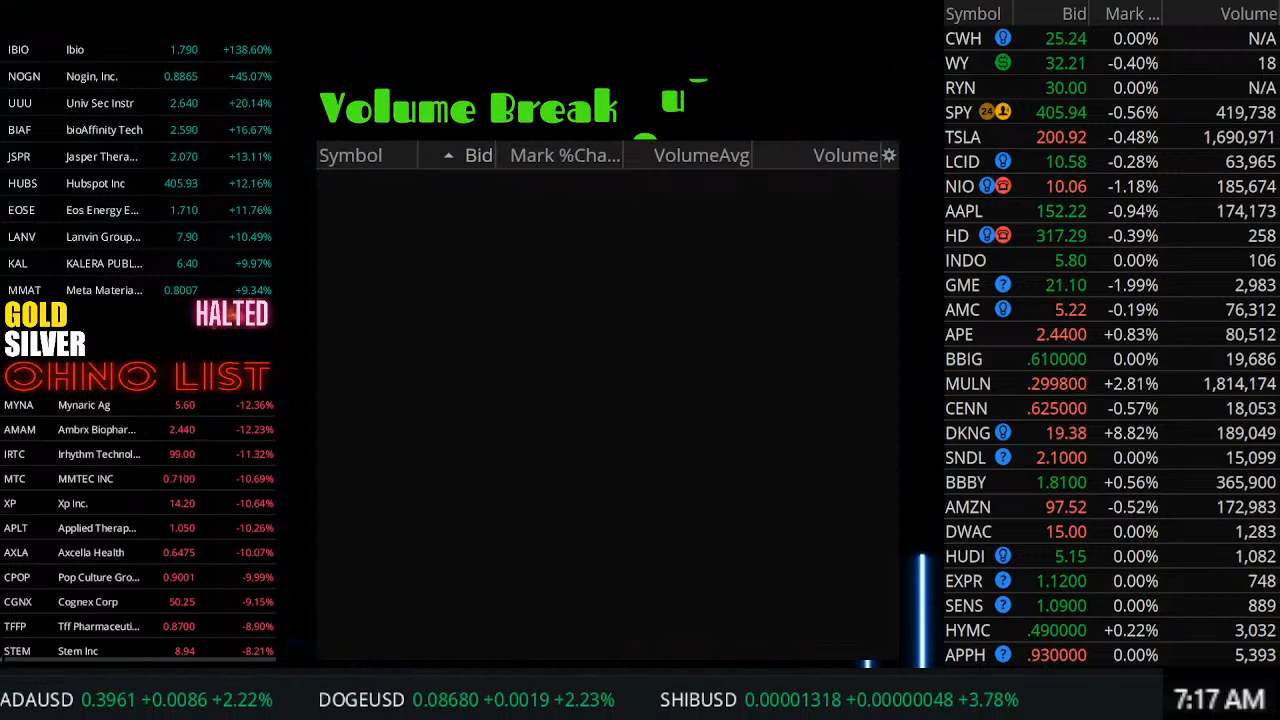 IBIO Ibio 1.790 +138.60%
NOGN Nogin, Inc. 0.8865 +45.07%
UUU Univ Sec Instr 2.640 +20.14%
BIAF bioAffinity Tech 2.590 +16.67%
JSPR Jasper Thera... 2.070 +13.11%
HUBS Hubspot Inc 405.93 +12.16%
EOSE Eos Energy E... 1.710 +11.76%
LANV Lanvin Group... 7.90 +10.49%
KAL KALERA PUBL... 6.40 +9.97%
MMAT Meta Materia... 0.8007 +9.34%
GOLD HALTED
SILVER
OHNO LIST
MYNA Mynaric Ag 5.60 -12.36%
AMAM Ambrx Biophar... 2.440 -12.23%
IRTC Irhythm Technol... 99.00 -11.32%
MTC MMTEC INC 0.7100 -10.69%
XP Xp Inc. 14.20 -10.64%
APLT Applied Therap... 1.050 -10.26%
AXLA Axcella Health 0.6475 -10.07%
CPOP Pop Culture Gro... 0.9001 -9.99%
CGNX Cognex Corp 50.25 -9.15%
TFFP Tff Pharmaceuti... 0.8700 -8.90%
STEM Stem Inc 8.94 -8.21%
Volume Break u
Symbol Bid Mark %Cha... VolumeAvg Volume
Symbol Bid Mark ... Volume
CWH 25.24 0.00% N/A
WY 32.21 -0.40% 18
RYN 30.00 0.00% N/A
SPY 24 405.94 -0.56% 419,738
TSLA 200.92 -0.48% 1,690,971
LCID 10.58 -0.28% 63,965
NIO 10.06 -1.18% 185,674
AAPL 152.22 -0.94% 174,173
HD 317.29 -0.39% 258
INDO 5.80 0.00% 106
GME ? 21.10 -1.99% 2,983
AMC 5.22 -0.19% 76,312
APE 2.4400 +0.83% 80,512
BBIG .610000 0.00% 19,686
MULN .299800 +2.81% 1,814,174
CENN .625000 -0.57% 18,053
DKNG 19.38 +8.82% 189,049
SNDL ? 2.1000 0.00% 15,099
BBBY 1.8100 +0.56% 365,900
AMZN 97.52 -0.52% 172,983
DWAC 15.00 0.00% 1,283
HUDI 5.15 0.00% 1,082
EXPR ? 1.1200 0.00% 748
SENS ? 1.0900 0.00% 889
HYMC .490000 +0.22% 3,032
APPH ? .930000 0.00% 5,393
ADAUSD 0.3961 +0.0086 +2.22% DOGEUSD 0.08680 +0.0019 +2.23% SHIBUSD 0.00001318 +0.00000048 +3.78% 7:17 AM